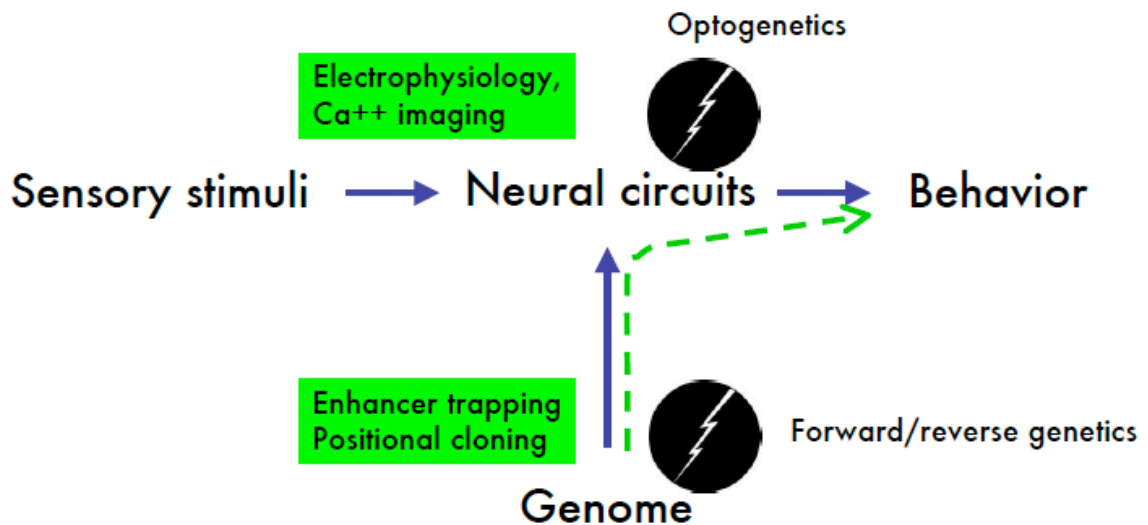 Optogenetics
Electrophysiology,
Ca++ imaging
Sensory stimuli
Neural circuits
Behavior
Enhancer trapping
Positional cloning
Forward/reverse genetics
Genome